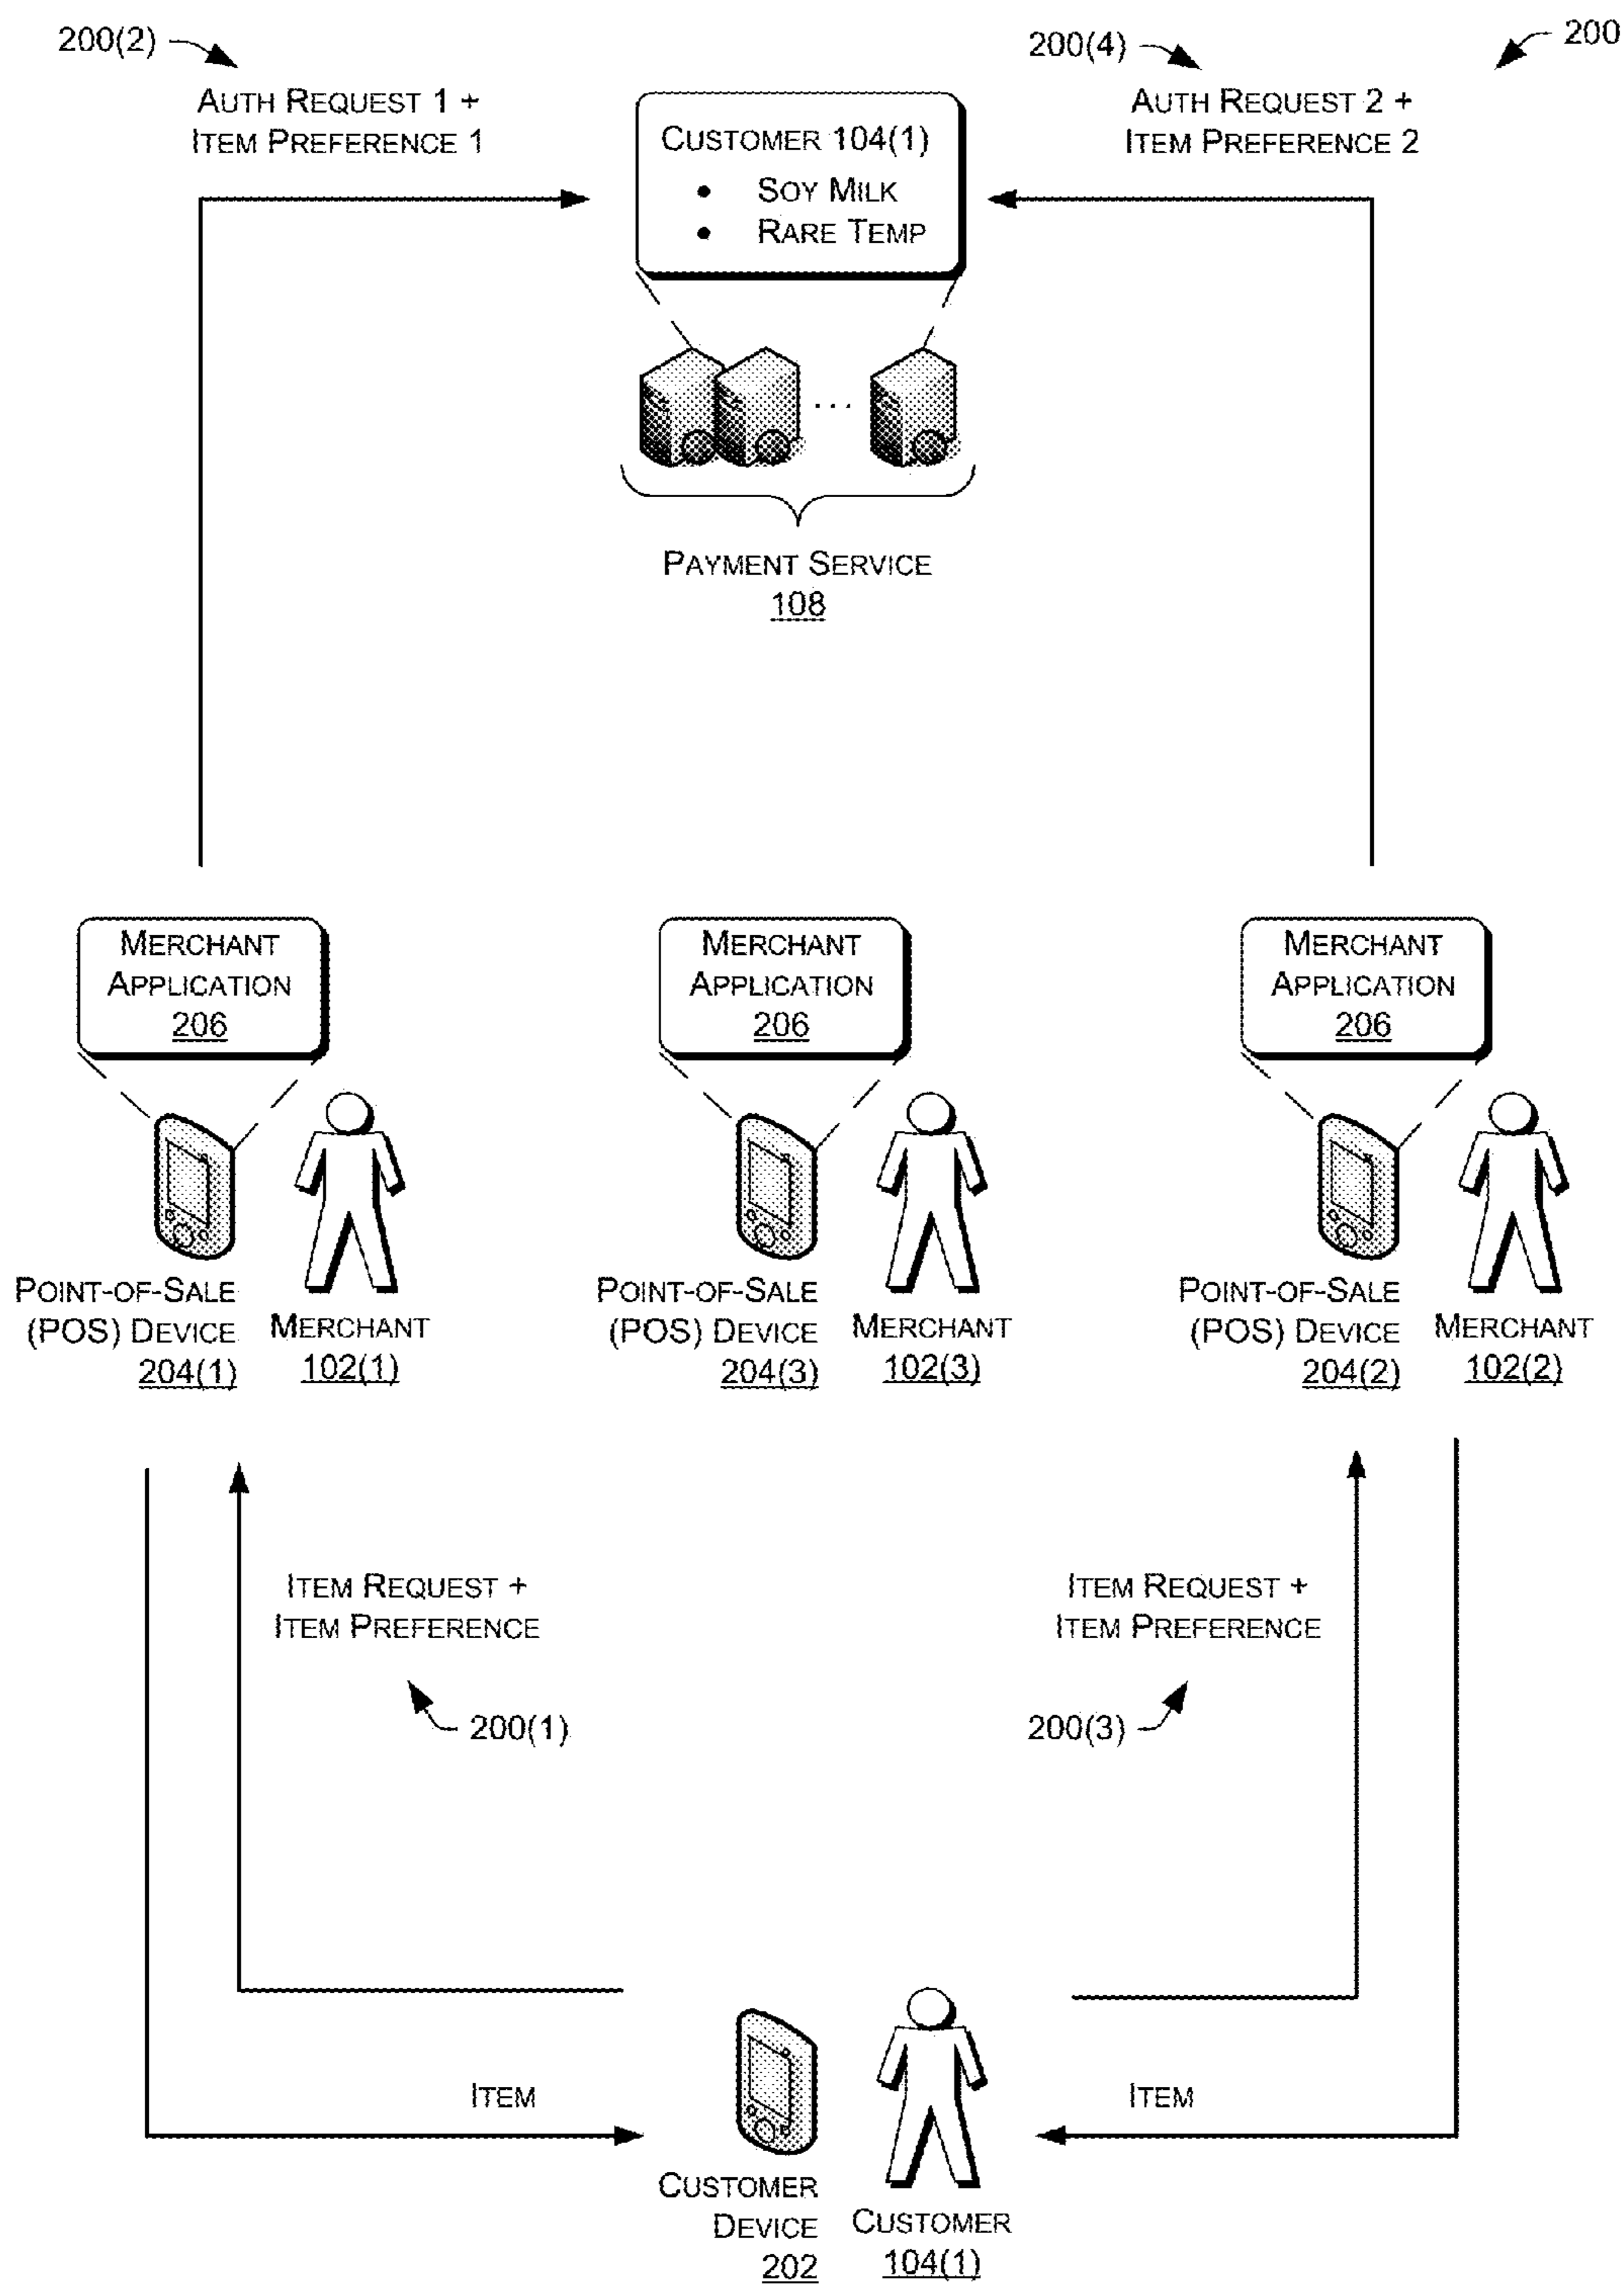 200(2)
200(4)
200
AUTH REQUEST 1 +
ITEM PREFERENCE 1
AUTH REQUEST 2 +
ITEM PREFERENCE 2
CUSTOMER 104(1)
• SOY MILK
• RARE TEMP
...
PAYMENT SERVICE
108
MERCHANT
APPLICATION
206
MERCHANT
APPLICATION
206
MERCHANT
APPLICATION
206
POINT-OF-SALE
(POS) DEVICE
204(1)
MERCHANT
102(1)
POINT-OF-SALE
(POS) DEVICE
204(3)
MERCHANT
102(3)
POINT-OF-SALE
(POS) DEVICE
204(2)
MERCHANT
102(2)
ITEM REQUEST +
ITEM PREFERENCE
200(1)
ITEM REQUEST +
ITEM PREFERENCE
200(3)
ITEM
ITEM
CUSTOMER
DEVICE
202
CUSTOMER
104(1)